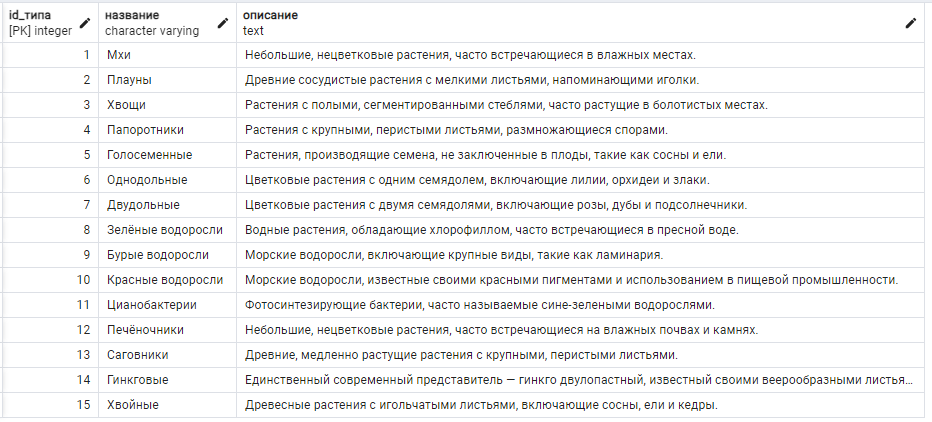 id_типа название описание
[PK] integer character varying text
1 Мхи Небольшие, нецветковые растения, часто встречающиеся в влажных местах.
2 Плауны Древние сосудистые растения с мелкими листьями, напоминающими иголки.
3 Хвощи Растения с полыми, сегментированными стеблями, часто растущие в болотистых местах.
4 Папоротники Растения с крупными, перистыми листьями, размножающиеся спорами.
5 Голосеменные Растения, производящие семена, не заключенные в плоды, такие как сосны и ели.
6 Однодольные Цветковые растения с одним семядолем, включающие лилии, орхидеи и злаки.
7 Двудольные Цветковые растения с двумя семядолями, включающие розы, дубы и подсолнечники.
8 Зелёные водоросли Водные растения, обладающие хлорофиллом, часто встречающиеся в пресной воде.
9 Бурые водоросли Морские водоросли, включающие крупные виды, такие как ламинария.
10 Красные водоросли Морские водоросли, известные своими красными пигментами и использованием в пищевой промышленности.
11 Цианобактерии Фотосинтезирующие бактерии, часто называемые сине-зелеными водорослями.
12 Печёночники Небольшие, нецветковые растения, часто встречающиеся на влажных почвах и камнях.
13 Саговники Древние, медленно растущие растения с крупными, перистыми листьями.
14 Гинкговые Единственный современный представитель — гинкго двулопастный, известный своими веерообразными листья...
15 Хвойные Древесные растения с игольчатыми листьями, включающие сосны, ели и кедры.